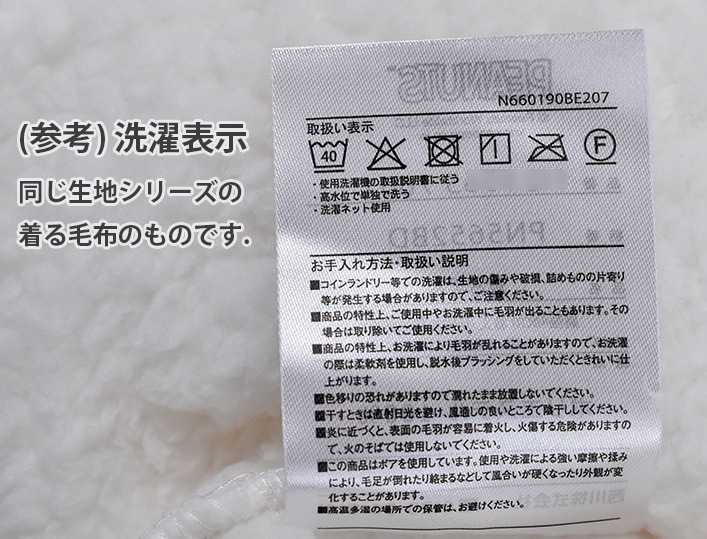 (参考) 洗濯表示
同じ生地シリーズの
着る毛布のものです.
PEANUTS
N660190BE207
取扱い表示
40
F
・使用洗濯機の取扱説明書に従う
・高水位で単独で洗う
・洗濯ネット使用
お手入れ方法・取扱い説明
■コインランドリー等での洗濯は、生地の傷みや破損、詰めものの片寄り
等が発生する場合がありますので、ご注意ください。
■商品の特性上、ご使用中やお洗濯中に毛羽が出ることもあります。その
場合は取り除いてご使用ください。
■商品の特性上、お洗濯により毛羽が乱れることがありますので、お洗濯
の際は柔軟剤を使用し、脱水後ブラッシングをしていただくときれいに仕
上がります。
■色移りの恐れがありますので濡れたまま放置しないでください。
■干すときは直射日光を避け、風通しの良いところで陰干ししてください。
■炎に近づくと、表面の毛羽が容易に着火し、火傷する危険がありますの
で、火のそばでは使用しないでください。
■この商品はボアを使用しています。使用や洗濯による強い摩擦や揉み
により、毛足が倒れたり絡まるなどして風合いが硬くなったり外観が変
化することがあります。
■高温多湿の場所での保管は、お避けください。